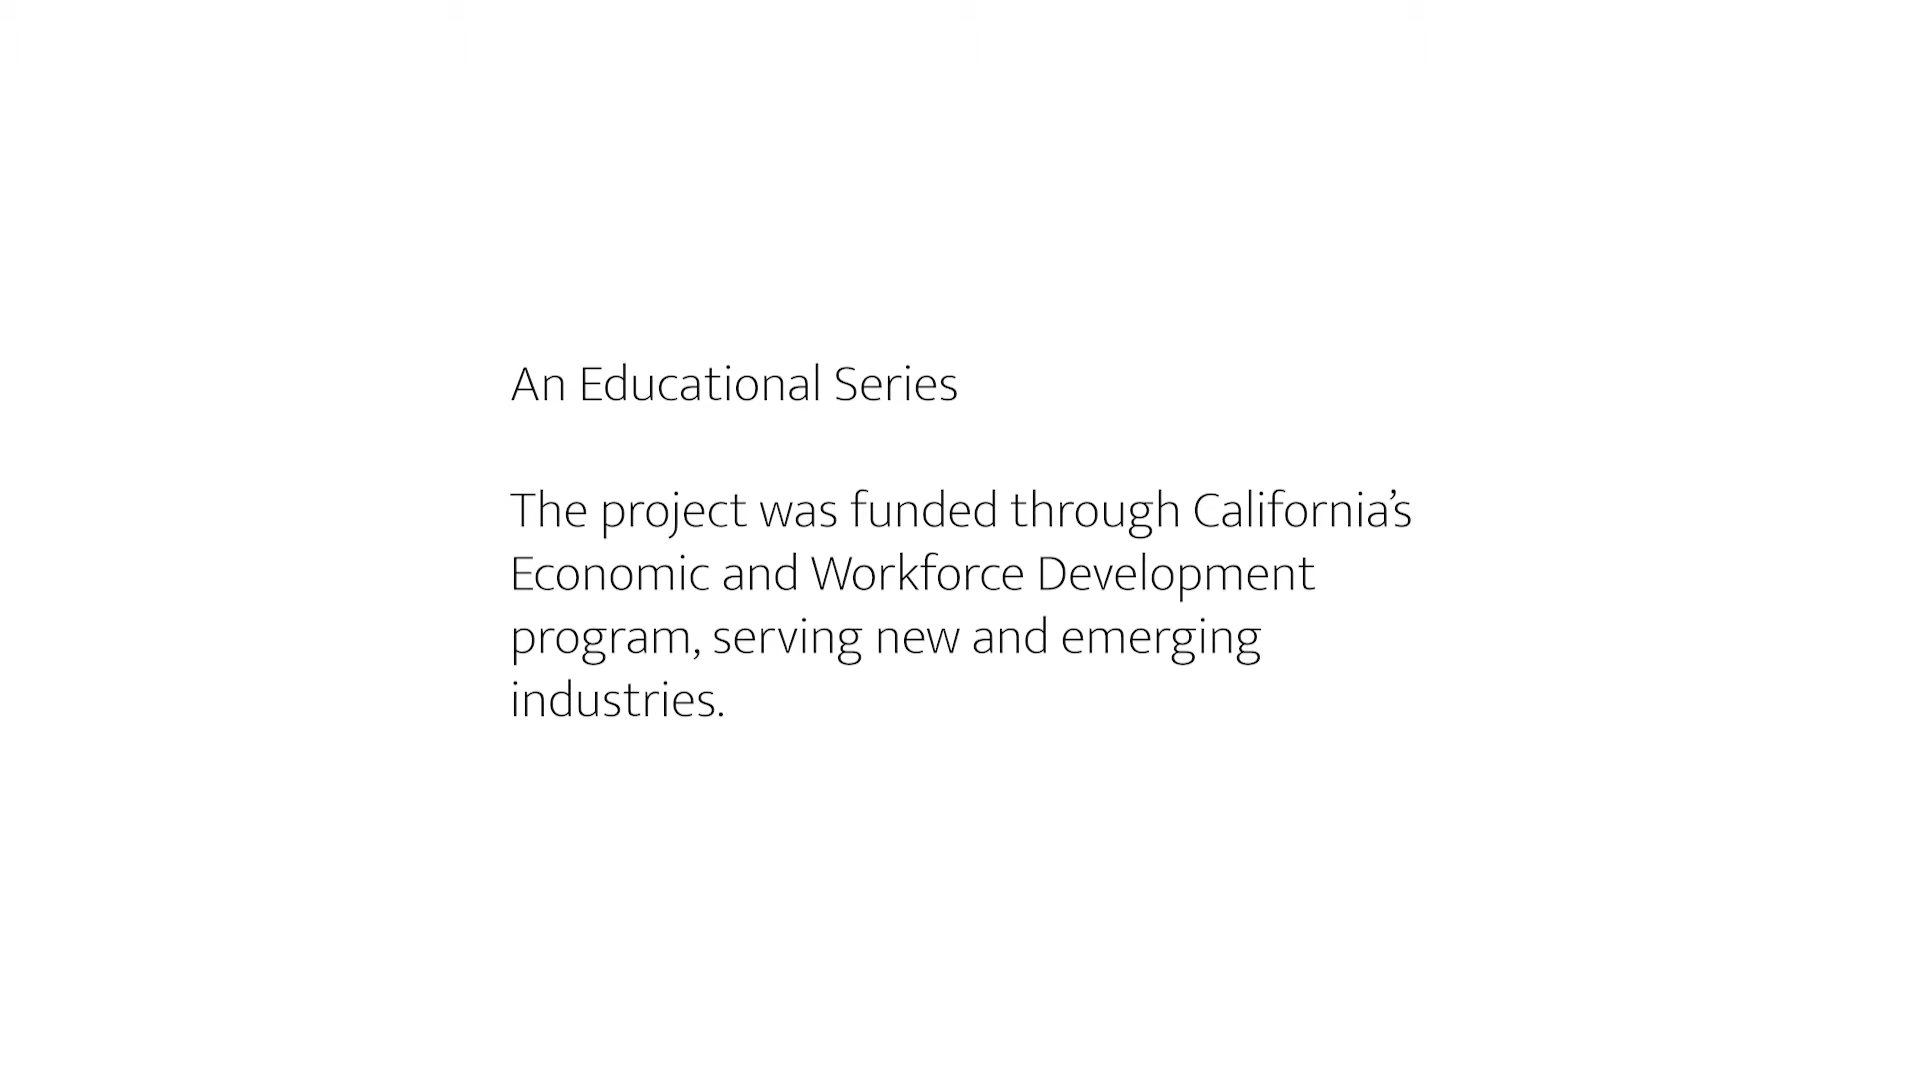 An Educational Series
The project was funded through California’s
Economic and Workforce Development
program, serving new and emerging
industries.